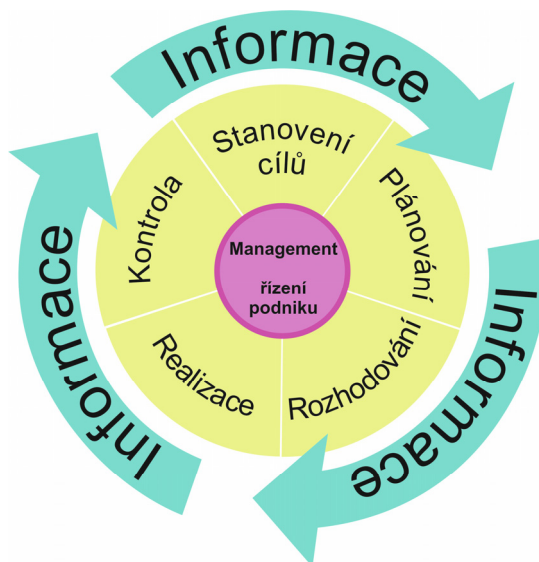 Informace
Stanovení
cílů
Plánování
Rozhodování
Realizace
Kontrola
Management
řízení
podniku
Informace
Informace